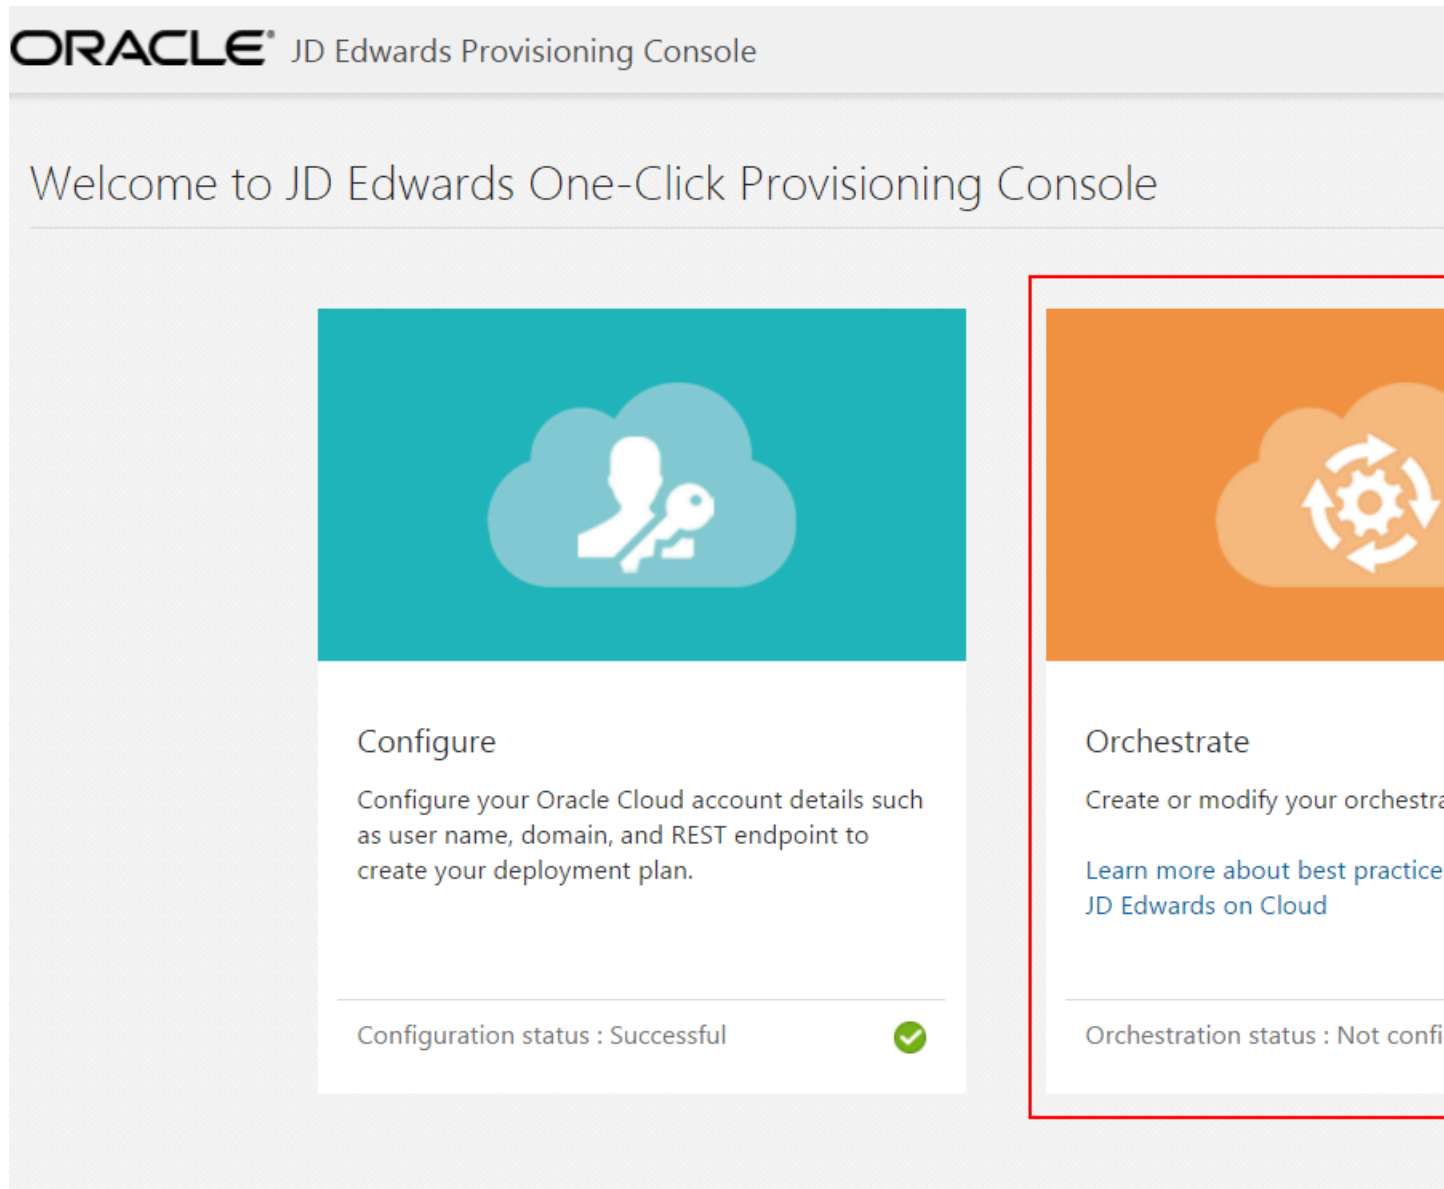 ORACLE® JD Edwards Provisioning Console
Welcome to JD Edwards One-Click Provisioning Console
Configure
Configure your Oracle Cloud account details such
as user name, domain, and REST endpoint to
create your deployment plan.
Configuration status : Successful
Orchestrate
Create or modify your
Learn more about best
JD Edwards on Cloud
Orchestration status : Not